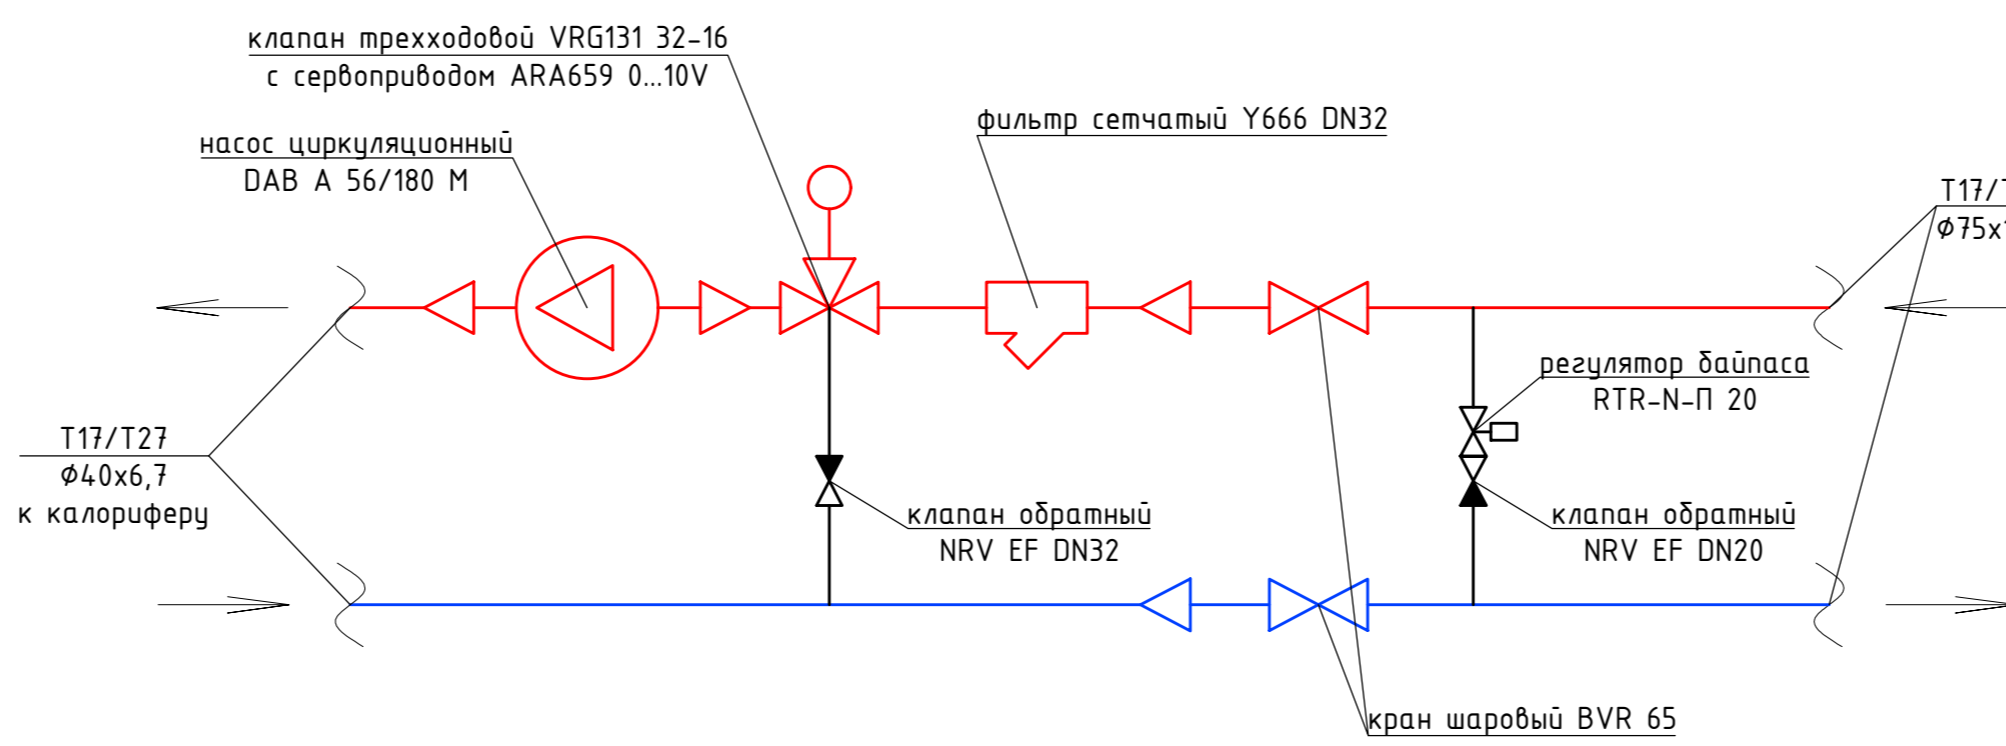 клапан трехходовой VRG131 32-16
с сервоприводом ARA659 0...10V
насос циркуляционный
DAB A 56/180 M
фильтр сетчатый Y666 DN32
T17/
Φ75x
регулятор байпаса
RTR-N-П 20
T17/T27
Φ40x6,7
к калориферу
клапан обратный
NRV EF DN32
клапан обратный
NRV EF DN20
кран шаровый BVR 65